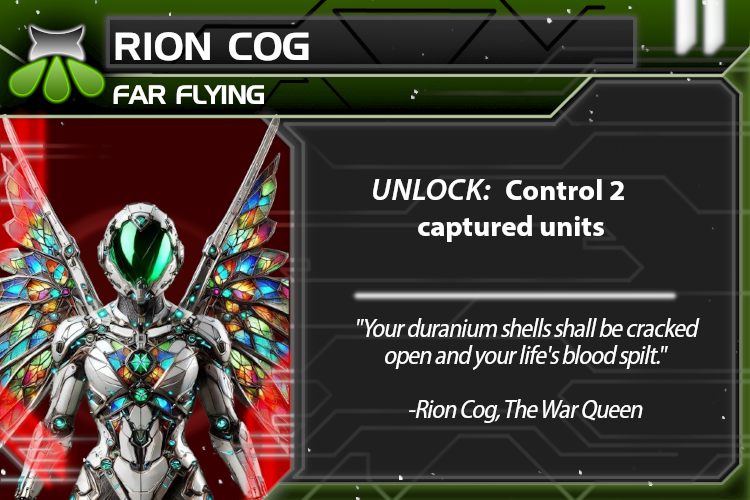 RION COG
FAR FLYING
UNLOCK: Control 2
captured units
"Your duranium shells shall be cracked
open and your life's blood spilt."
-Rion Cog, The War Queen